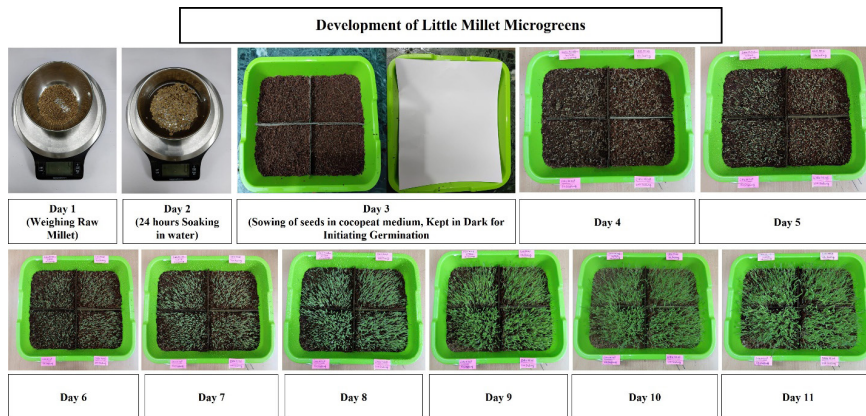 Development of Little Millet Microgreens
Day 1
(Weighing Raw
Millet)
Day 2
(24 hours Soaking
in water)
Day 3
(Sowing of seeds in cocopeat medium, Kept in Dark for
Initiating Germination
Day 4
Day 5
Day 6
Day 7
Day 8
Day 9
Day 10
Day 11